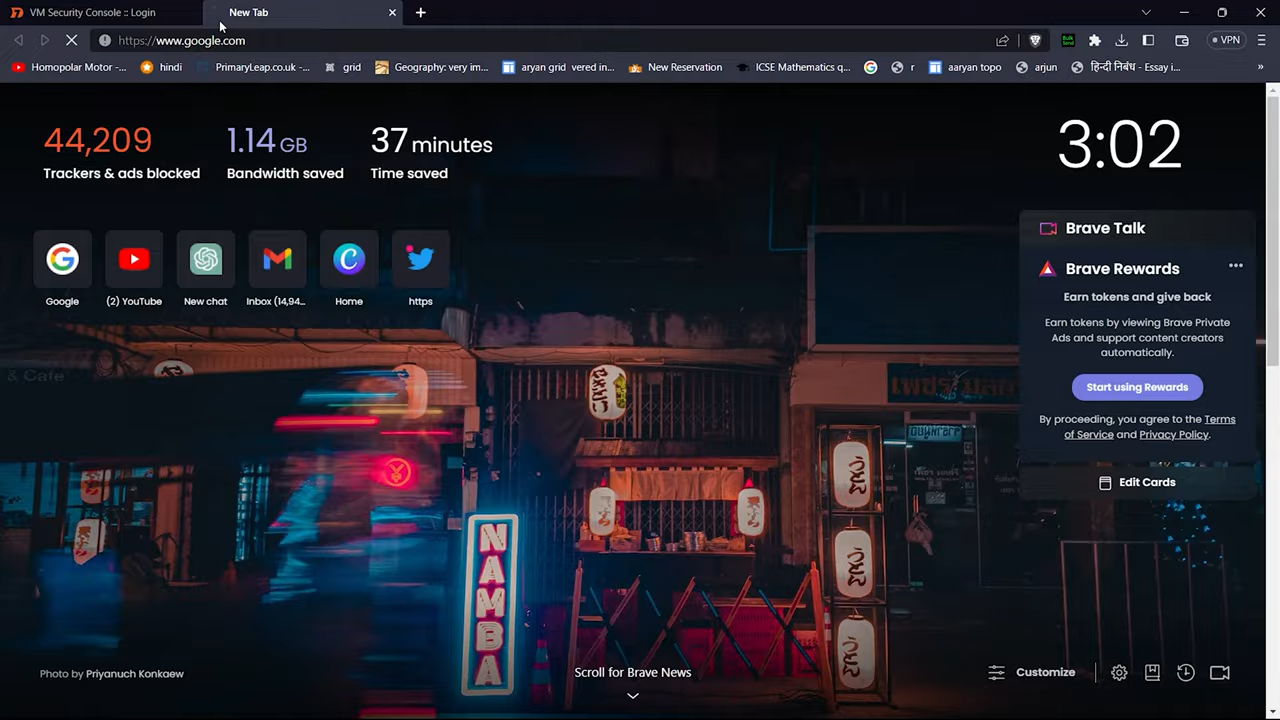 VM Security Console :: Login
New Tab
https://www.google.com
VPN
Homopolar Motor -...
hindi
PrimaryLeap.co.uk -...
grid
Geography: very im...
aryan grid vered in...
New Reservation
ICSE Mathematics q...
r
aaryan topo
arjun
हिन्दी निबंध - Essay i...
44,209
Trackers & ads blocked
1.14 GB
Bandwidth saved
37 minutes
Time saved
3:02
Google
(2) YouTube
New chat
Inbox (14,94...
Home
https
Brave Talk
Brave Rewards
Earn tokens and give back
Earn tokens by viewing Brave Private
Ads and support content creators
automatically.
Start using Rewards
By proceeding, you agree to the Terms
of Service and Privacy Policy.
Edit Cards
& Cafe
NAMBA
Photo by Priyanuch Konkaew
Scroll for Brave News
Customize